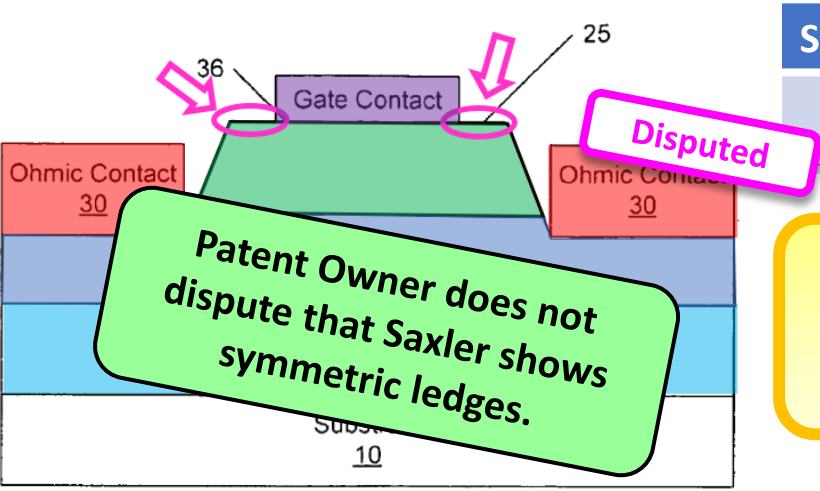 S
25
36
Gate Contact
Disputed
Ohmic Contact
30
Ohmic
30
Patent Owner does not
dispute that Saxler shows
symmetric ledges.
10